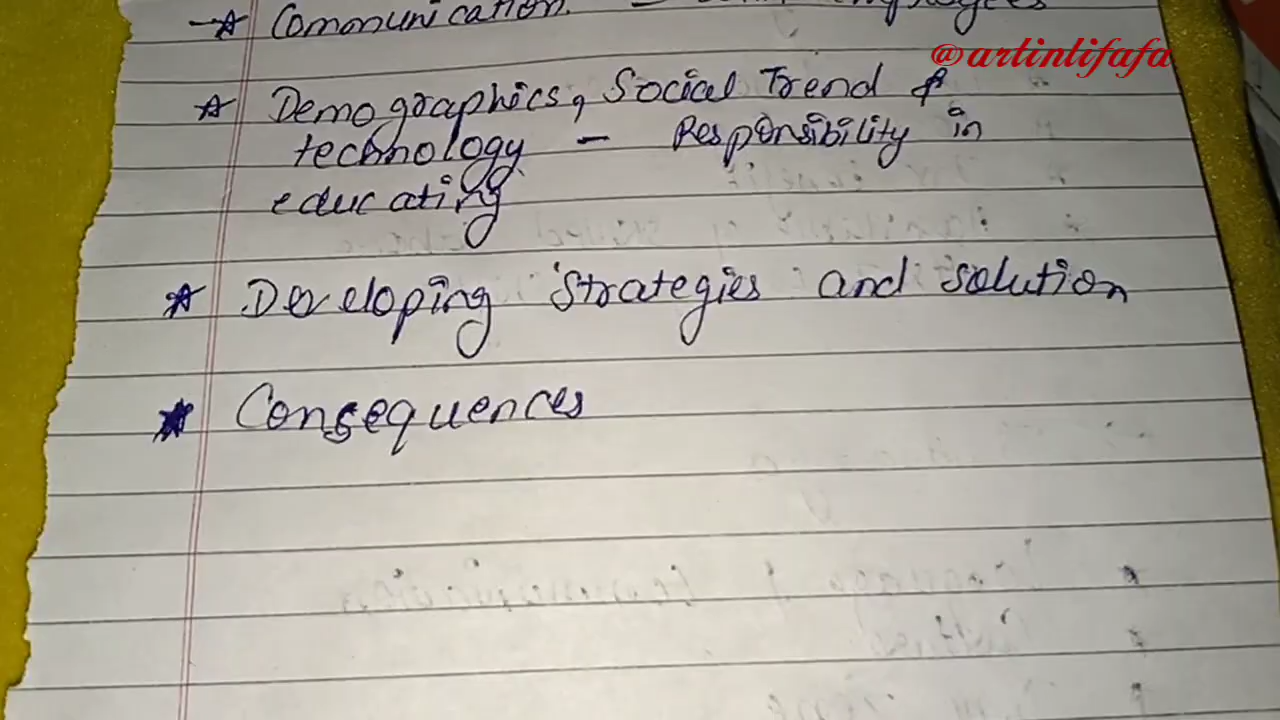 ☆ Communication. -
@artinlifafa
☆ Demographics, Social Trend &
technology - Responsibility in
educating
☆ Developing Strategies and solution
★ Consequences